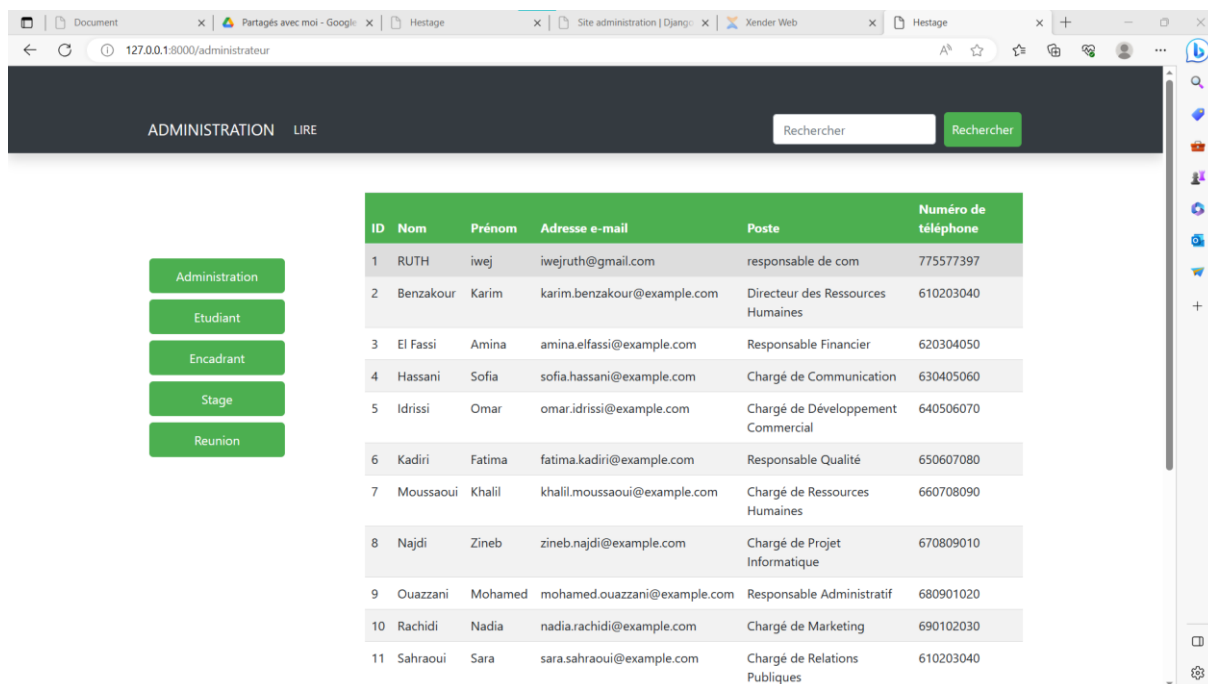 Document
Partagés avec moi - Google
Hestage
Site administration | Django
Xender Web
Hestage
127.0.0.1:8000/administrateur
ADMINISTRATION LIRE
Rechercher Rechercher
Administration
Etudiant
Encadrant
Stage
Reunion
ID Nom Prénom Adresse e-mail Poste Numéro de téléphone
1 RUTH iwej iwejruth@gmail.com responsable de com 775577397
2 Benzakour Karim karim.benzakour@example.com Directeur des Ressources Humaines 610203040
3 El Fassi Amina amina.elfassi@example.com Responsable Financier 620304050
4 Hassani Sofia sofia.hassani@example.com Chargé de Communication 630405060
5 Idrissi Omar omar.idrissi@example.com Chargé de Développement Commercial 640506070
6 Kadiri Fatima fatima.kadiri@example.com Responsable Qualité 650607080
7 Moussaoui Khalil khalil.moussaoui@example.com Chargé de Ressources Humaines 660708090
8 Najdi Zineb zineb.najdi@example.com Chargé de Projet Informatique 670809010
9 Ouazzani Mohamed mohamed.ouazzani@example.com Responsable Administratif 680901020
10 Rachidi Nadia nadia.rachidi@example.com Chargé de Marketing 690102030
11 Sahraoui Sara sara.sahraoui@example.com Chargé de Relations Publiques 610203040